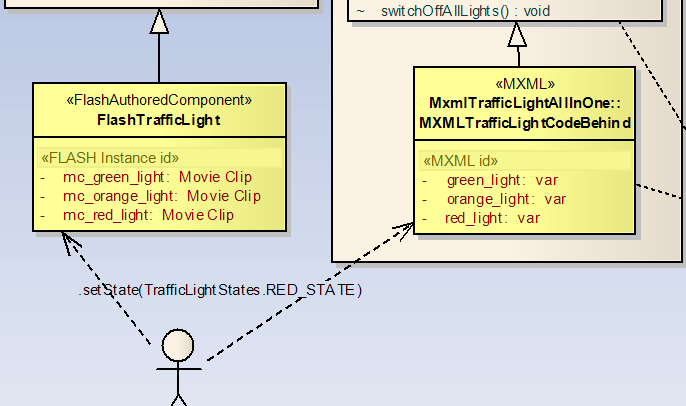 ~ switchOffAllLights() : void
«FlashAuthoredComponent»
FlashTrafficLight
«FLASH Instance id»
- mc_green_light: Movie Clip
- mc_orange_light: Movie Clip
- mc_red_light: Movie Clip
«MXML»
MxmlTrafficLightAllInOne::
MXMLTrafficLightCodeBehind
«MXML id»
- green_light: var
- orange_light: var
- red_light: var
.setState(TrafficLightStates.RED_STATE)